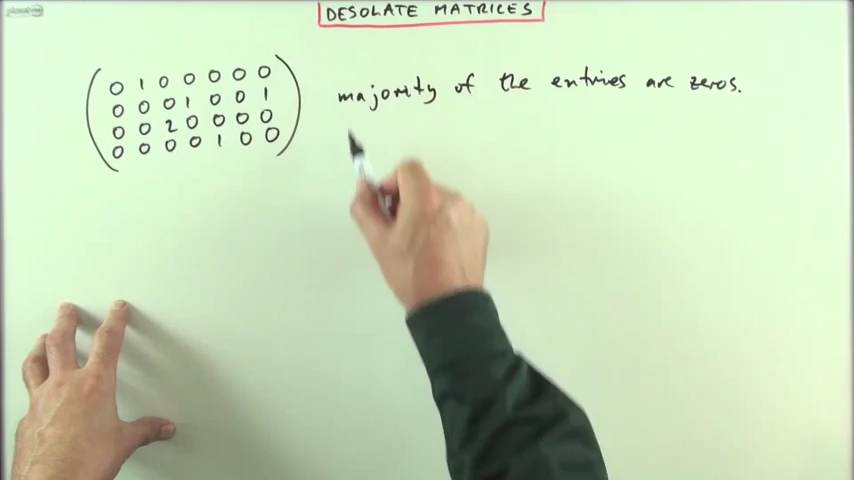 DESOLATE MATRICES
0 1 0 0 0 0 0
0 0 0 1 0 0 1
0 0 2 0 0 0 0
0 0 0 0 1 0 0
majority of the entries are zeros.